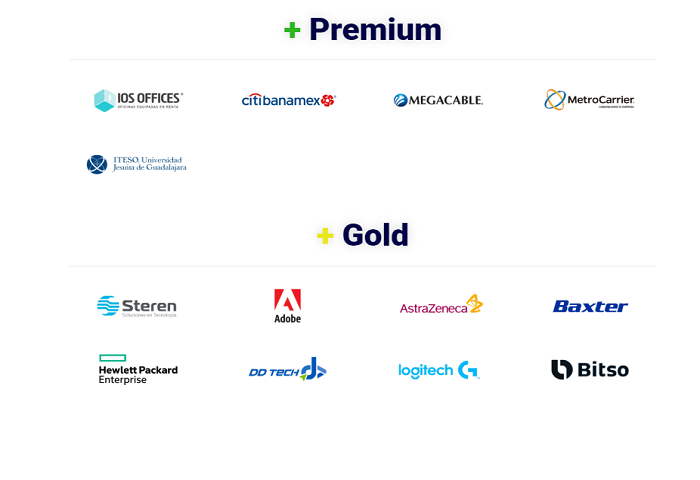 + Premium
IOS OFFICES®
OFICINAS EQUIPADAS EN RENTA
citibanamex
MEGACABLE.
MetroCarrier
ITESO, Universidad
Jesuita de Guadalajara
+ Gold
Steren
Soluciones en Tecnología
Adobe
AstraZeneca
Baxter
Hewlett Packard
Enterprise
DD TECH
logitech G
Bitso